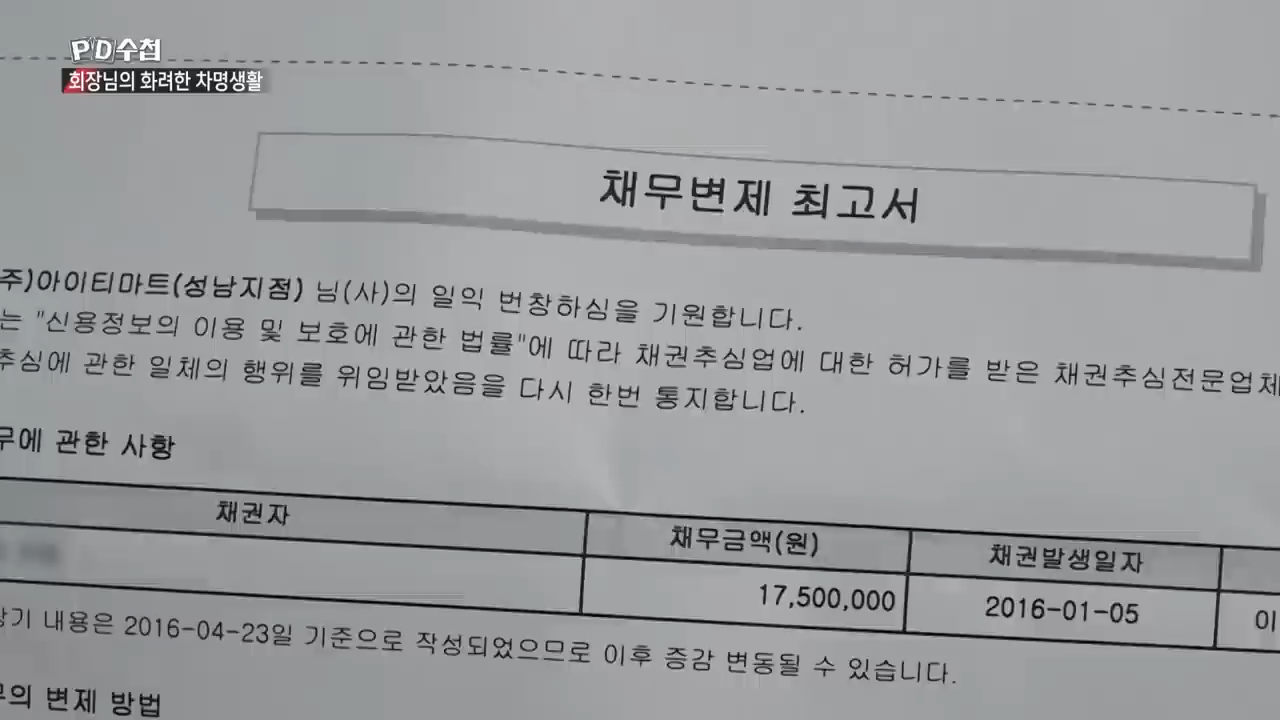 PD수첩
회장님의 화려한 차명생활
채무변제 최고서
주)아이티마트(성남지점) 님(사)의 일익 번창하심을 기원합니다.
는 "신용정보의 이용 및 보호에 관한 법률"에 따라 채권추심업에 대한 허가를 받은 채권추심전문업체
추심에 관한 일체의 행위를 위임받았음을 다시 한번 통지합니다.
무에 관한 사항
채권자 채무금액(원) 채권발생일자
17,500,000 2016-01-05 이
상기 내용은 2016-04-23일 기준으로 작성되었으므로 이후 증감 변동될 수 있습니다.
무의 변제 방법